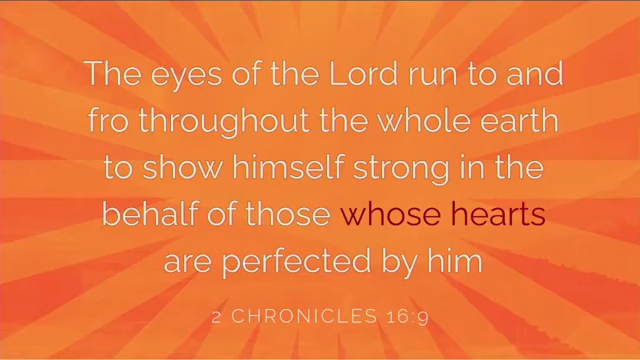 The eyes of the Lord run to and
fro throughout the whole earth
to show himself strong in the
behalf of those whose hearts
are perfected by him
2 CHRONICLES 16:9